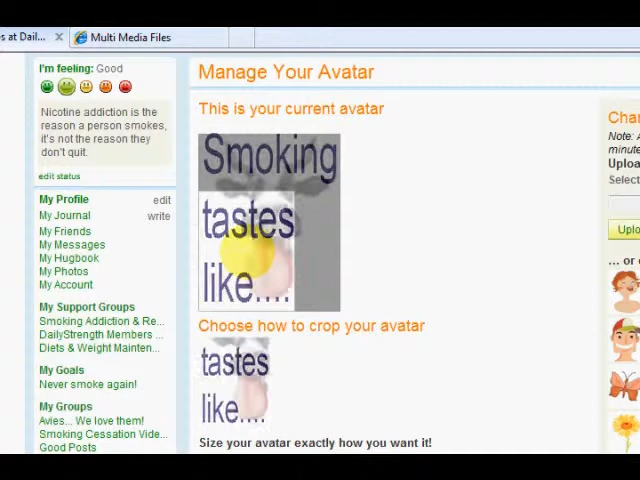 s at Dail...
Multi Media Files
I'm feeling: Good
Nicotine addiction is the
reason a person smokes,
it's not the reason they
don't quit.
edit status
My Profile edit
My Journal write
My Friends
My Messages
My Hugbook
My Photos
My Account
My Support Groups
Smoking Addiction & Re...
DailyStrength Members ...
Diets & Weight Mainten...
My Goals
Never smoke again!
My Groups
Avies... We love them!
Smoking Cessation Vide...
Good Posts
Manage Your Avatar
This is your current avatar
Smoking
tastes
like....
Choose how to crop your avatar
tastes
like....
Size your avatar exactly how you want it!
Char
Note: A
minute
Uploa
Select
Uplo
... or c